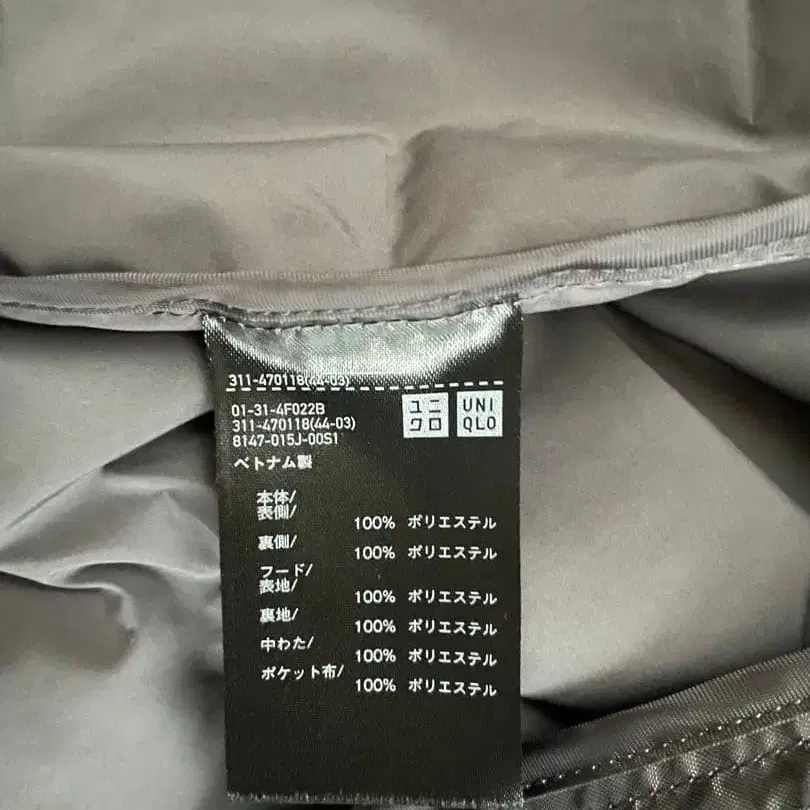 311-470118(44-03)
01-31-4F022B
311-470118(44-03)
8147-015J-00S1
ユニ
クロ
UNI
QLO
ベトナム製
本体/
表側/
100% ポリエステル
裏側/
100% ポリエステル
フード/
表地/
100% ポリエステル
裏地/
100% ポリエステル
中わた/
100% ポリエステル
ポケット布/
100% ポリエステル